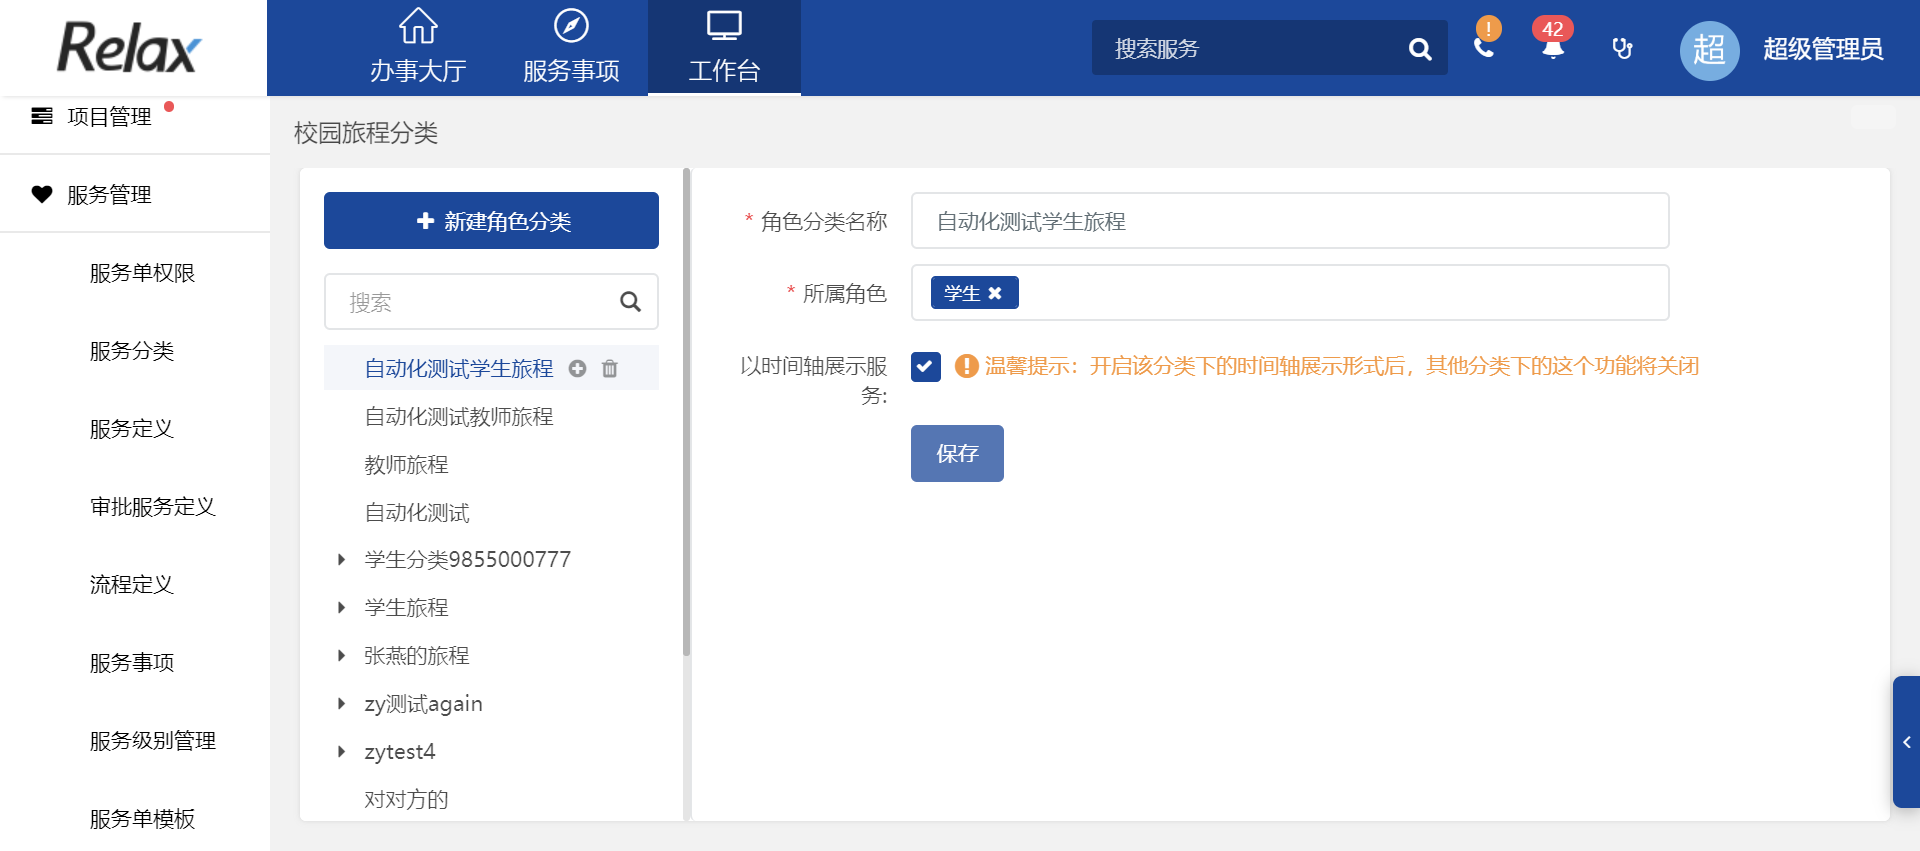 Relax
办事大厅
服务事项
工作台
搜索服务
!
42
超
超级管理员
项目管理
服务管理
服务单权限
服务分类
服务定义
审批服务定义
流程定义
服务事项
服务级别管理
服务单模板
校园旅程分类
新建角色分类
搜索
自动化测试学生旅程
自动化测试教师旅程
教师旅程
自动化测试
学生分类9855000777
学生旅程
张燕的旅程
zy测试again
zytest4
对对方的
* 角色分类名称
自动化测试学生旅程
* 所属角色
学生
以时间轴展示服
务:
温馨提示：开启该分类下的时间轴展示形式后，其他分类下的这个功能将关闭
保存